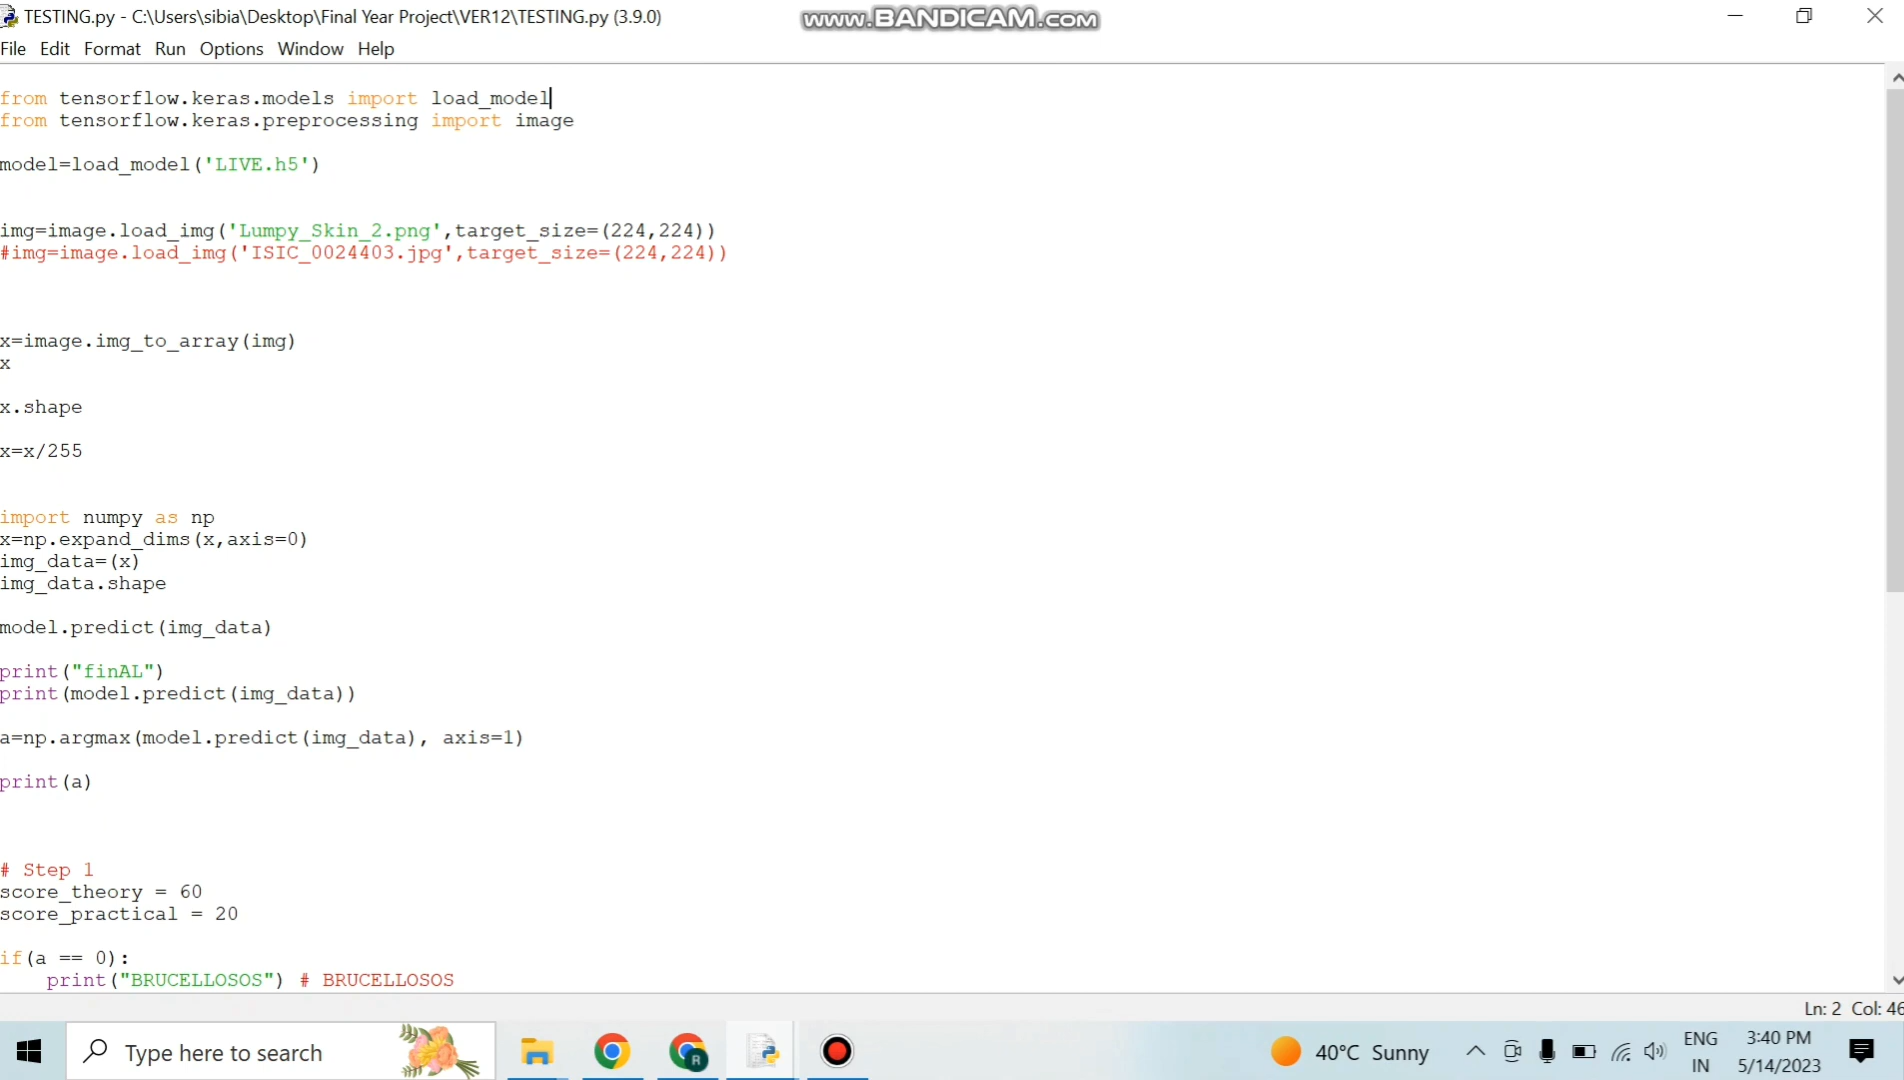 TESTING.py - C:\Users\sibia\Desktop\Final Year Project\VER12\TESTING.py (3.9.0)
www.BANDICAM.com
File Edit Format Run Options Window Help
from tensorflow.keras.models import load_model
from tensorflow.keras.preprocessing import image
model=load_model('LIVE.h5')
img=image.load_img('Lumpy_Skin_2.png',target_size=(224,224))
#img=image.load_img('ISIC_0024403.jpg',target_size=(224,224))
x=image.img_to_array(img)
x
x.shape
x=x/255
import numpy as np
x=np.expand_dims(x,axis=0)
img_data=(x)
img_data.shape
model.predict(img_data)
print("finAL")
print(model.predict(img_data))
a=np.argmax(model.predict(img_data), axis=1)
print(a)
# Step 1
score_theory = 60
score_practical = 20
if(a == 0):
    print("BRUCELLOSOS") # BRUCELLOSOS
Ln: 2 Col: 46
Type here to search
R
40°C Sunny
ENG
IN
3:40 PM
5/14/2023